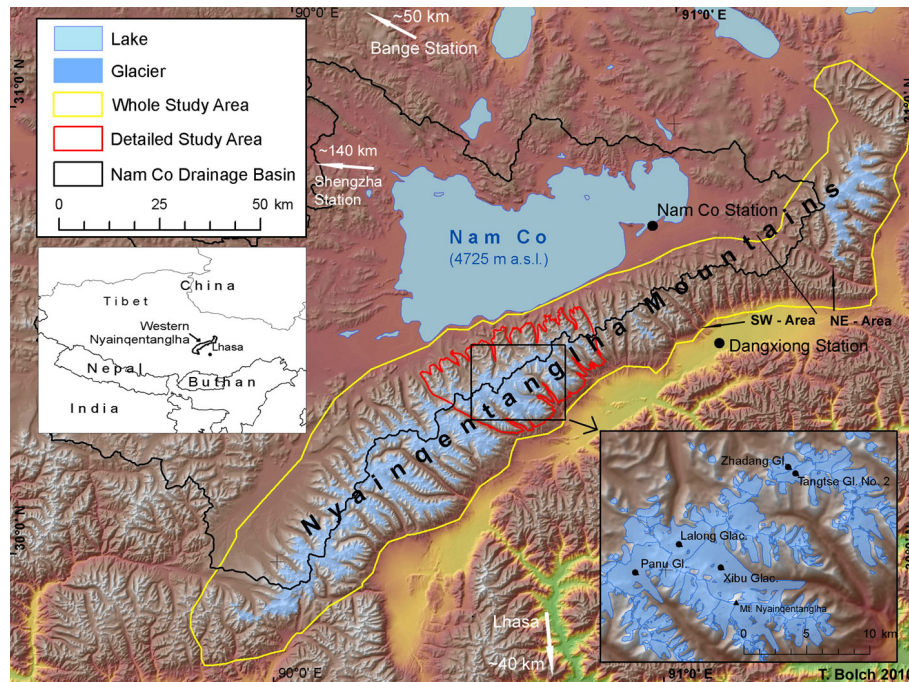 90°0' E
~50 km
Bange Station
91°0' E
31°0' N
31°0' N
Lake
Glacier
Whole Study Area
Detailed Study Area
Nam Co Drainage Basin
0 25 50 km
~140 km
Shengzha
Station
Nam Co
(4725 m a.s.l.)
Nam Co Station
Nyainqentanglha Mountains
SW - Area
NE - Area
Dangxiong Station
China
Tibet
Western
Nyainqentanglha
Lhasa
Nepal
Buthan
India
30°0' N
Zhadang Gl.
Tangtse Gl. No. 2
Lalong Glac.
Panu Gl.
Xibu Glac.
Mt. Nyainqentanglha
0 5 10 km
Lhasa
~40 km
90°0' E
91°0' E
T. Bolch 2010